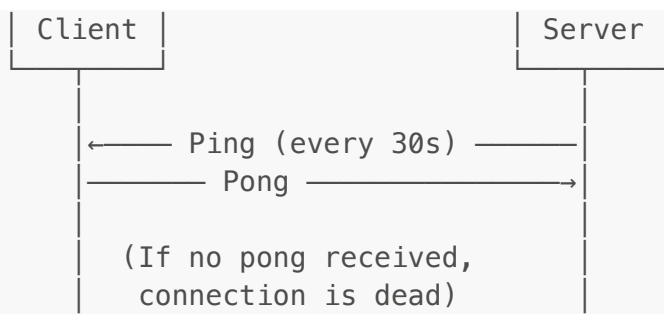 Client Server
Ping (every 30s)
Pong
(If no pong received,
connection is dead)